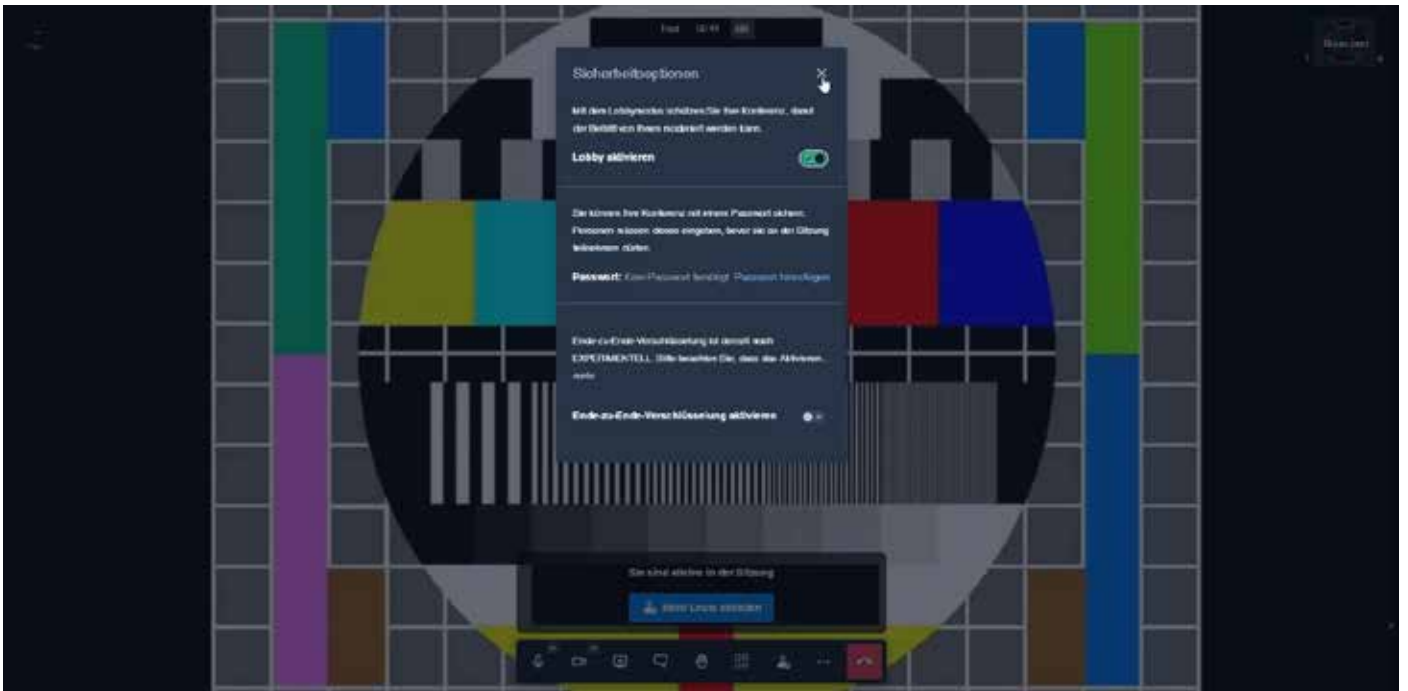 Test
Sicherheitsoptionen
Mit dem Lobbymodus schützen Sie Ihre Konferenz, damit
der Beitritt von Ihnen moderiert werden kann.
Lobby aktivieren
Sie können Ihre Konferenz mit einem Passwort sichern.
Personen müssen dieses eingeben, bevor sie an der Sitzung
teilnehmen dürfen.
Passwort: Kein Passwort benötigt Passwort hinzufügen
Ende-zu-Ende-Verschlüsselung ist derzeit noch
EXPERIMENTELL. Bitte beachten Sie, dass das Aktivieren...
mehr
Ende-zu-Ende-Verschlüsselung aktivieren
Sie sind alleine in der Sitzung